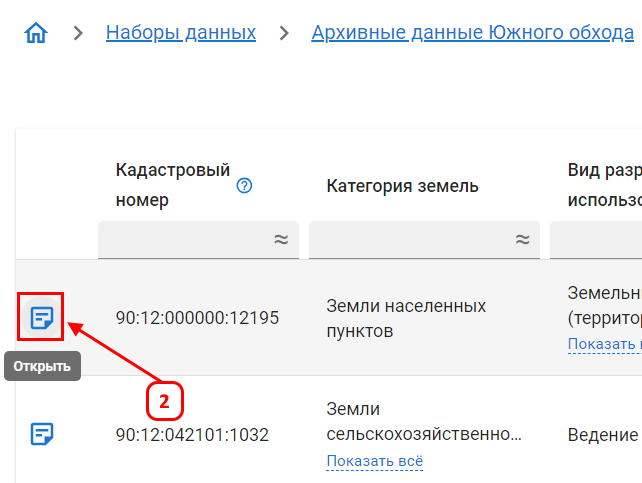 Наборы данных
Архивные данные Южного обхода
Кадастровый
номер
?
Категория земель
Вид разр
использо
≈
≈
90:12:000000:12195
Земли населенных
пунктов
Земельн
(территор
Показать в
Открыть
2
90:12:042101:1032
Земли
сельскохозяйственно...
Показать всё
Ведение